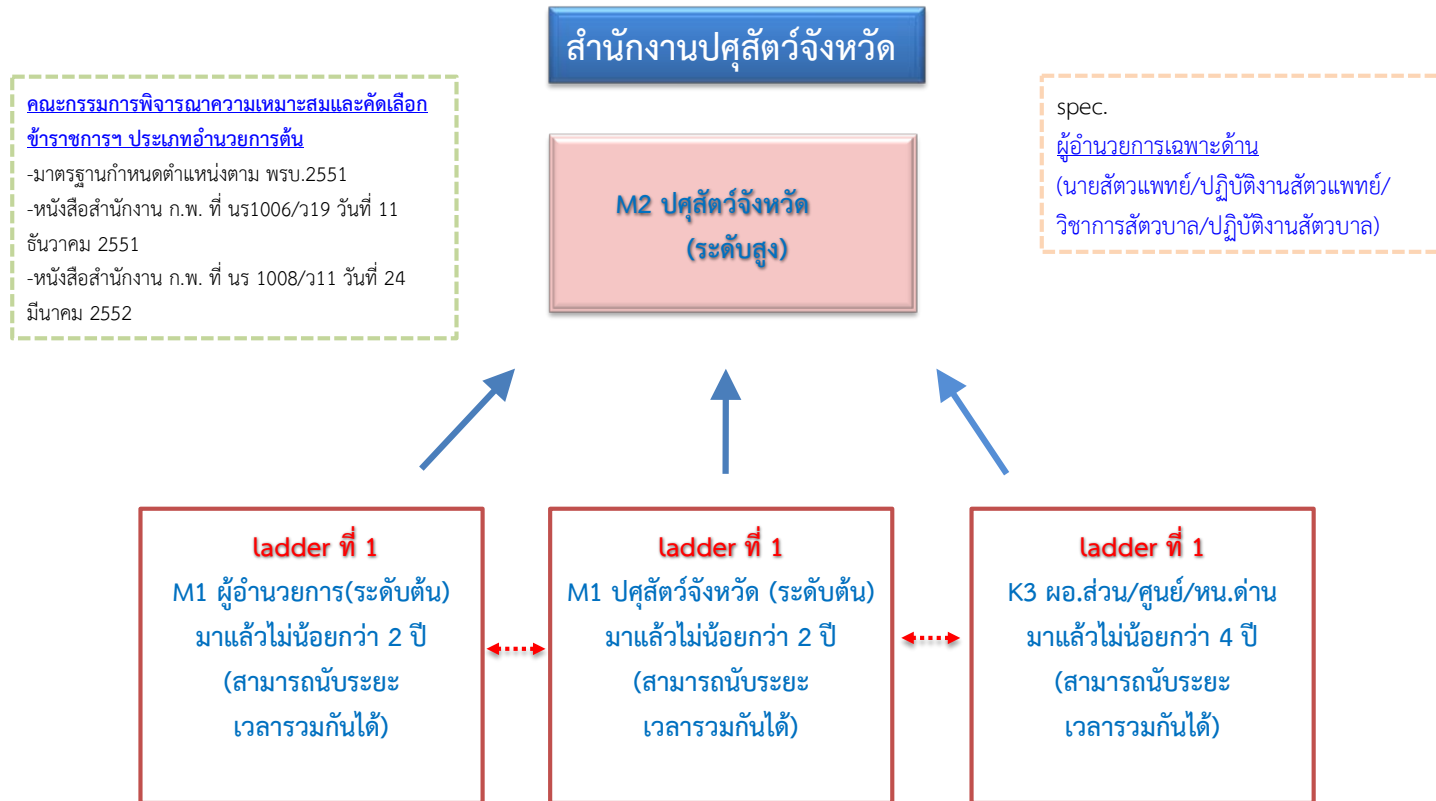 สำนักงานปศุสัตว์จังหวัด
คณะกรรมการพิจารณาความเหมาะสมและคัดเลือก
ข้าราชการฯ ประเภทอำนวยการต้น
-มาตรฐานกำหนดตำแหน่งตาม พรบ.2551
-หนังสือสำนักงาน ก.พ. ที่ นร1006/ว19 วันที่ 11
ธันวาคม 2551
-หนังสือสำนักงาน ก.พ. ที่ นร 1008/ว11 วันที่ 24
มีนาคม 2552
M2 ปศุสัตว์จังหวัด
(ระดับสูง)
spec.
ผู้อำนวยการเฉพาะด้าน
(นายสัตวแพทย์/ปฏิบัติงานสัตวแพทย์/
วิชาการสัตวบาล/ปฏิบัติงานสัตวบาล)
ladder ที่ 1
M1 ผู้อำนวยการ(ระดับต้น)
มาแล้วไม่น้อยกว่า 2 ปี
(สามารถนับระยะ
เวลารวมกันได้)
ladder ที่ 1
M1 ปศุสัตว์จังหวัด (ระดับต้น)
มาแล้วไม่น้อยกว่า 2 ปี
(สามารถนับระยะ
เวลารวมกันได้)
ladder ที่ 1
K3 ผอ.ส่วน/ศูนย์/หน.ด่าน
มาแล้วไม่น้อยกว่า 4 ปี
(สามารถนับระยะ
เวลารวมกันได้)